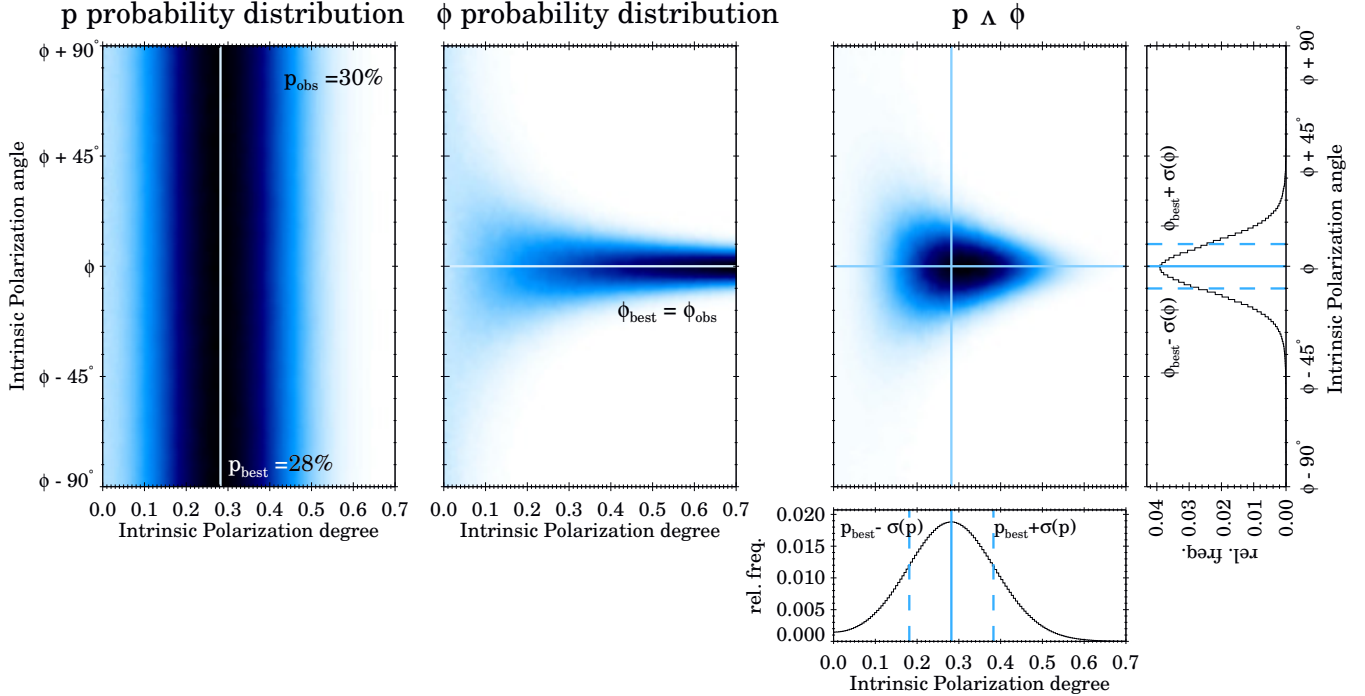 p probability distribution
ϕ probability distribution
p Λ ϕ
Intrinsic Polarization angle
ϕ + 90°
ϕ + 45°
ϕ
ϕ - 45°
ϕ - 90°
p_obs =30%
p_best =28%
0.0 0.1 0.2 0.3 0.4 0.5 0.6 0.7
Intrinsic Polarization degree
ϕ_best = ϕ_obs
0.0 0.1 0.2 0.3 0.4 0.5 0.6 0.7
Intrinsic Polarization degree
ϕ_best+ σ(ϕ)
ϕ_best- σ(ϕ)
ϕ + 90°
ϕ + 45°
ϕ
ϕ - 45°
ϕ - 90°
Intrinsic Polarization angle
0.04 0.03 0.02 0.01 0.00
rel. freq.
p_best- σ(p)
p_best+σ(p)
rel. freq.
0.020
0.015
0.010
0.005
0.000
0.0 0.1 0.2 0.3 0.4 0.5 0.6 0.7
Intrinsic Polarization degree